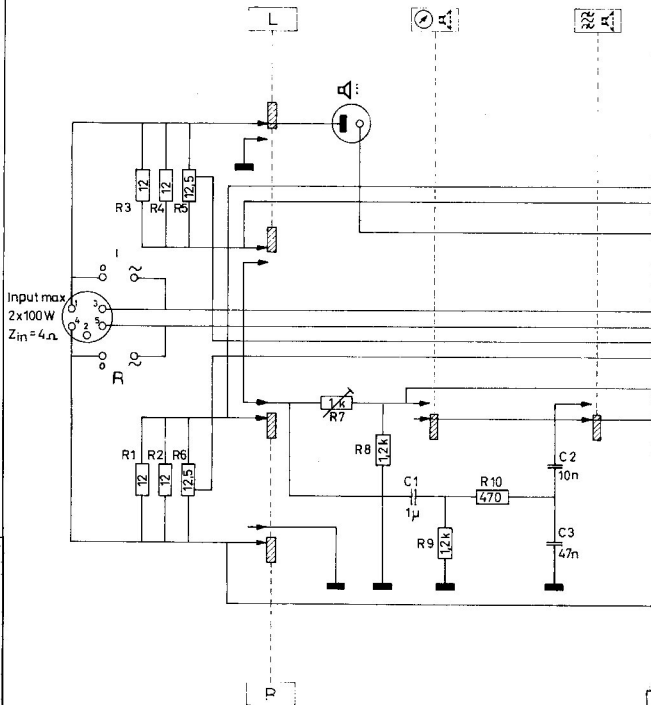 L
R3
12
R4
12
R5
12,5
Input max
2x100W
Zin=4Ω
1
3
4
5
2
o
~
o
~
R
1 k
R7
R8
1,2k
R1
12
R2
12
R6
12,5
C1
1µ
R10
470
C2
10n
R9
1,2k
C3
47n
R